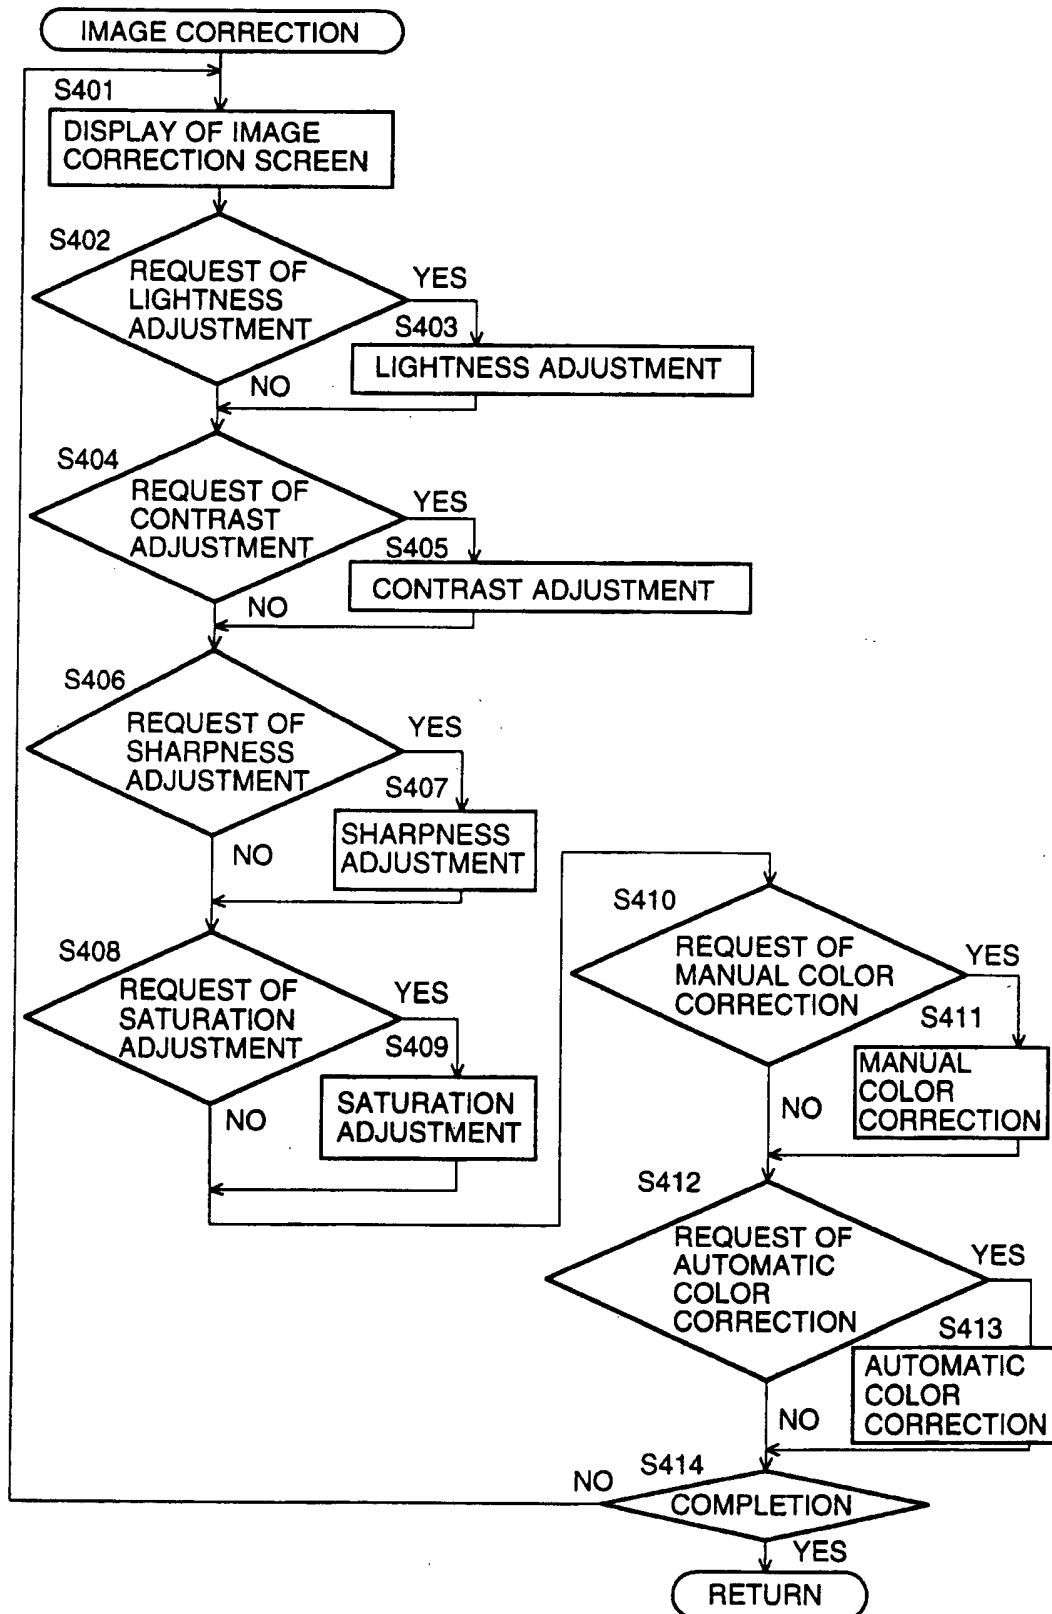 IMAGE CORRECTION
S401
DISPLAY OF IMAGE
CORRECTION SCREEN
S402
REQUEST OF
LIGHTNESS
ADJUSTMENT
YES
S403
LIGHTNESS ADJUSTMENT
NO
S404
REQUEST OF
CONTRAST
ADJUSTMENT
YES
S405
CONTRAST ADJUSTMENT
NO
S406
REQUEST OF
SHARPNESS
ADJUSTMENT
YES
S407
SHARPNESS
ADJUSTMENT
NO
S408
REQUEST OF
SATURATION
ADJUSTMENT
YES
S409
SATURATION
ADJUSTMENT
NO
S410
REQUEST OF
MANUAL COLOR
CORRECTION
YES
S411
MANUAL
COLOR
CORRECTION
NO
S412
REQUEST OF
AUTOMATIC
COLOR
CORRECTION
YES
S413
AUTOMATIC
COLOR
CORRECTION
NO
S414
COMPLETION
NO
YES
RETURN